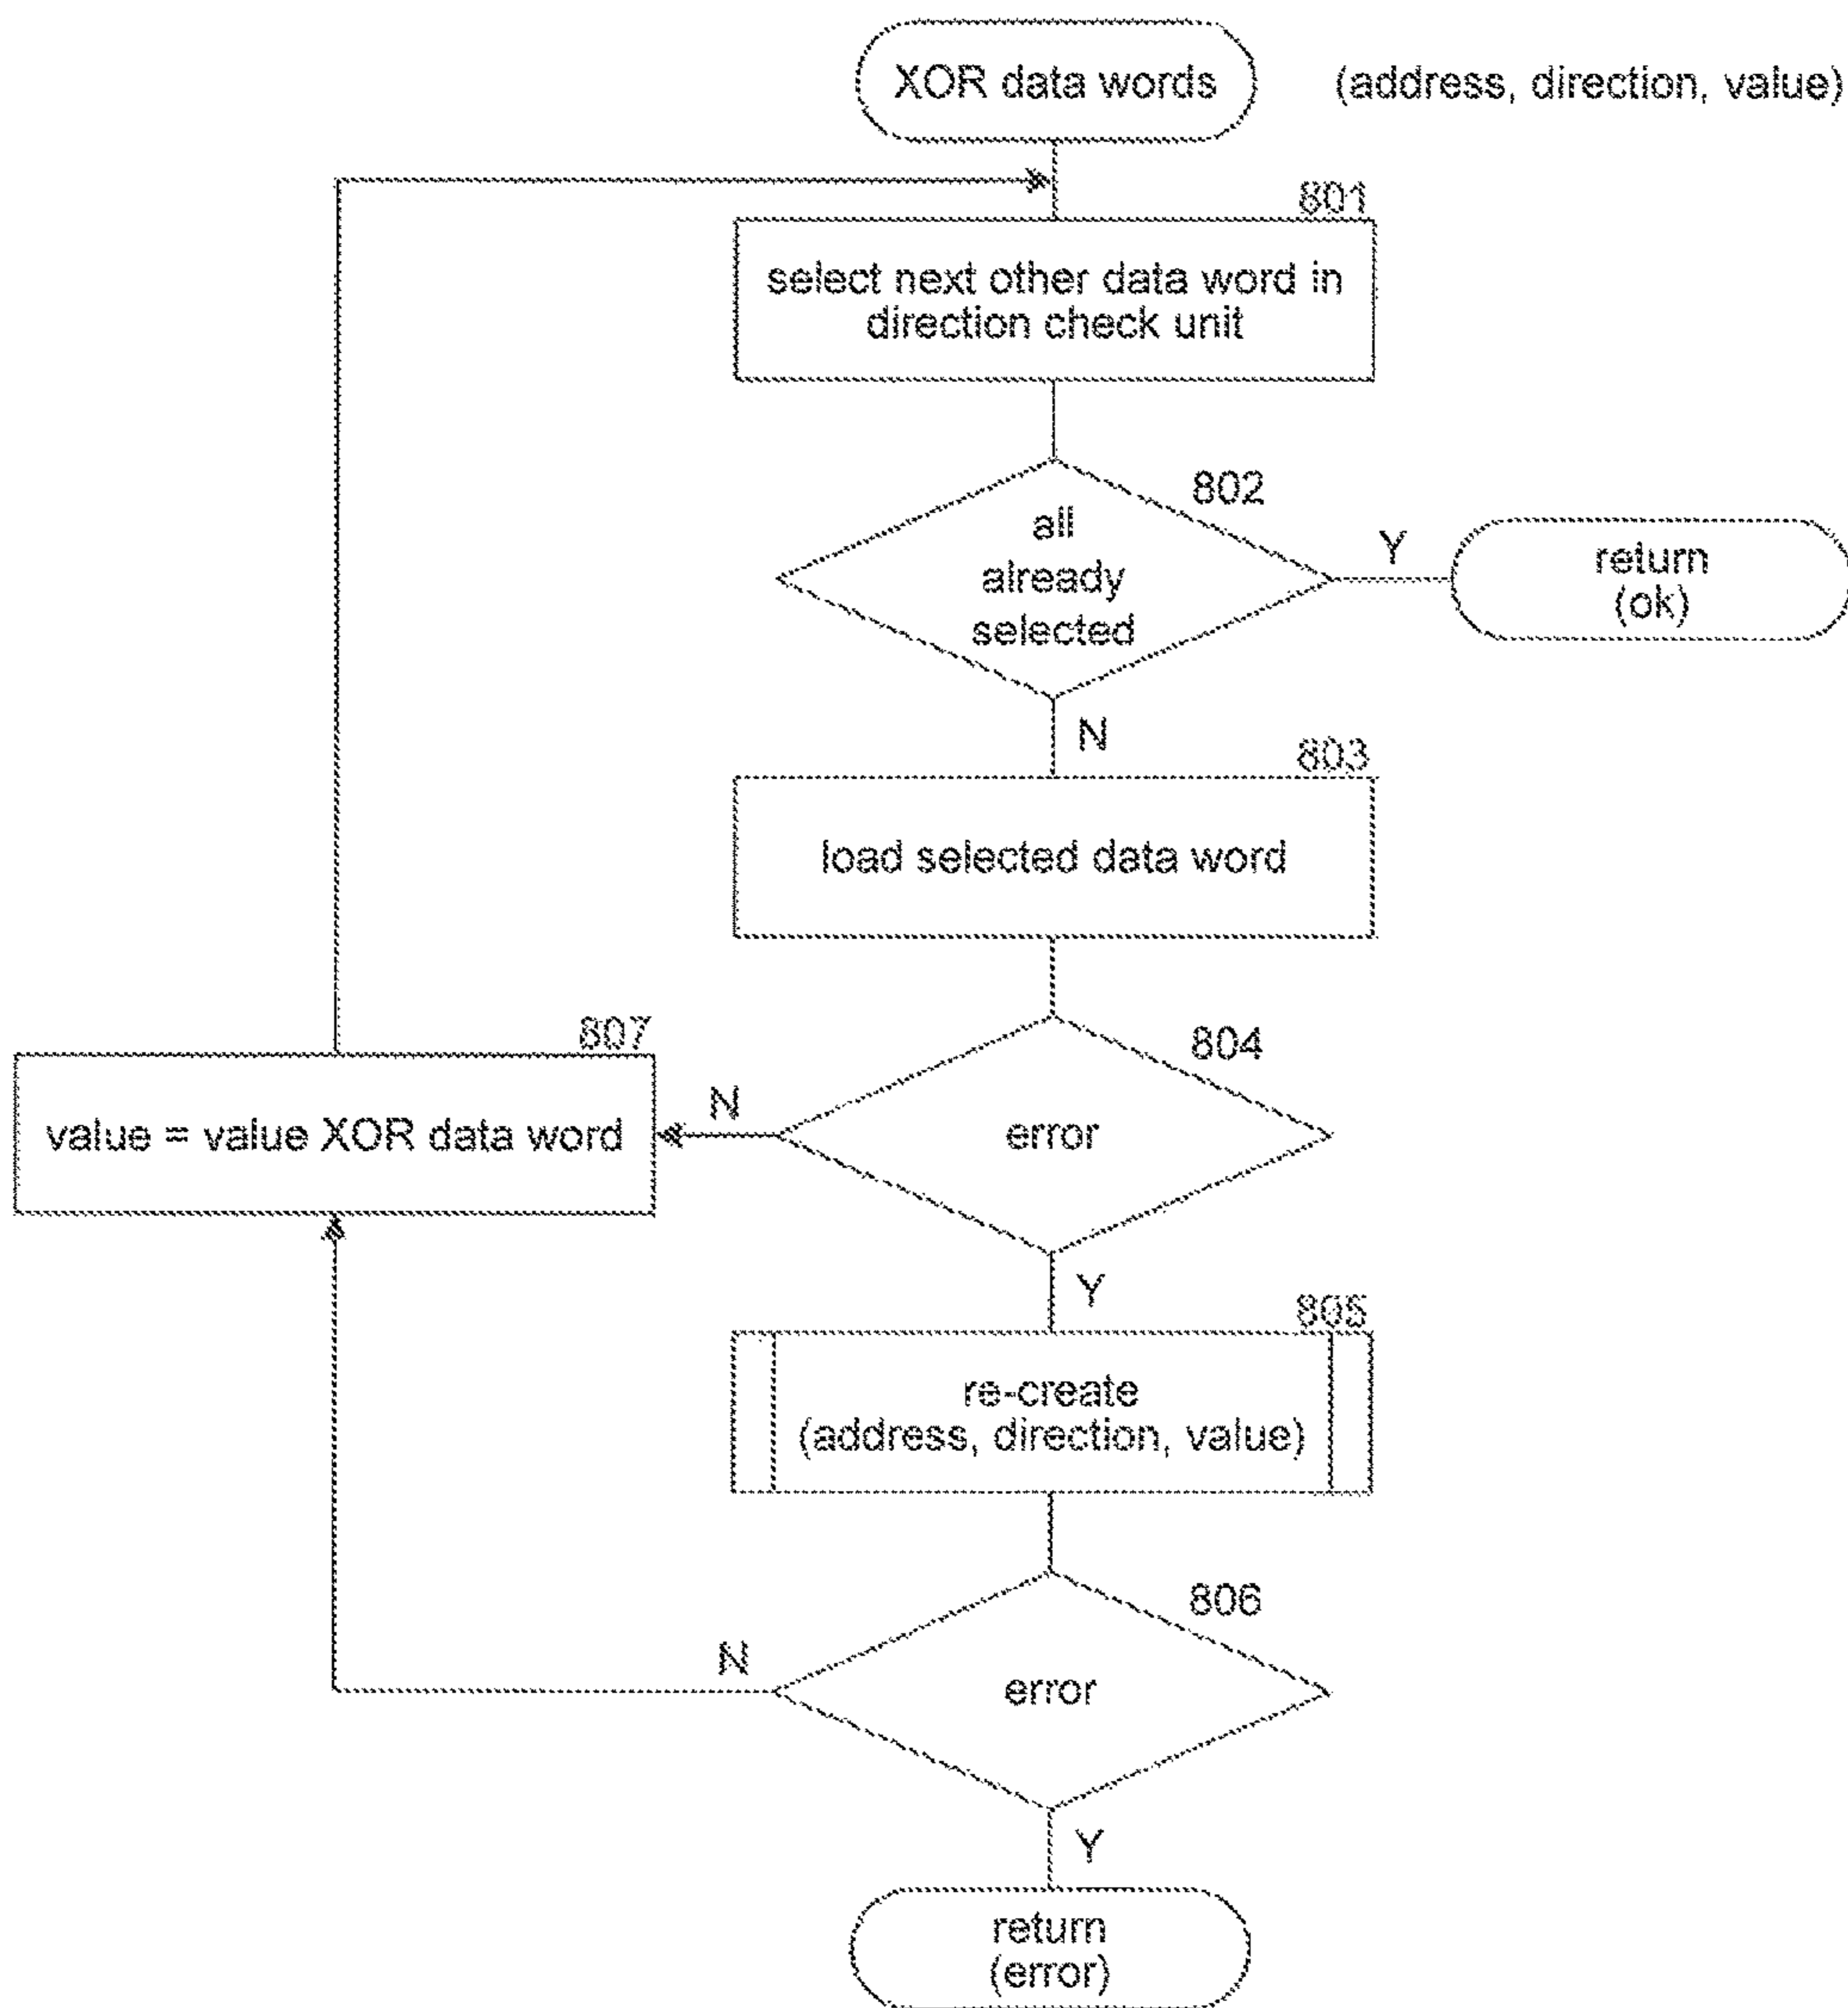 XOR data words (address, direction, value)
801
select next other data word in
direction check unit
802
all
already
selected
Y
return
(ok)
N
803
load selected data word
804
error
N
807
value = value XOR data word
Y
805
re-create
(address, direction, value)
806
error
N
Y
return
(error)